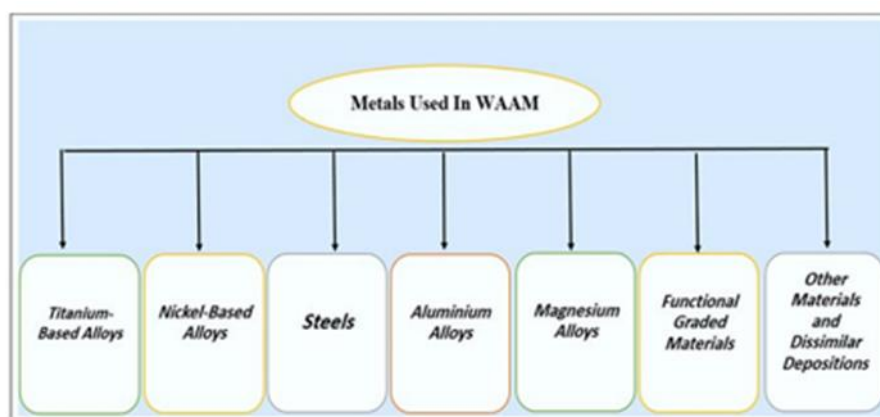 Metals Used In WAAM
Titanium-
Based Alloys
Nickel-Based
Alloys
Steels
Aluminium
Alloys
Magnesium
Alloys
Functional
Graded
Materials
Other
Materials
and
Dissimilar
Depositions